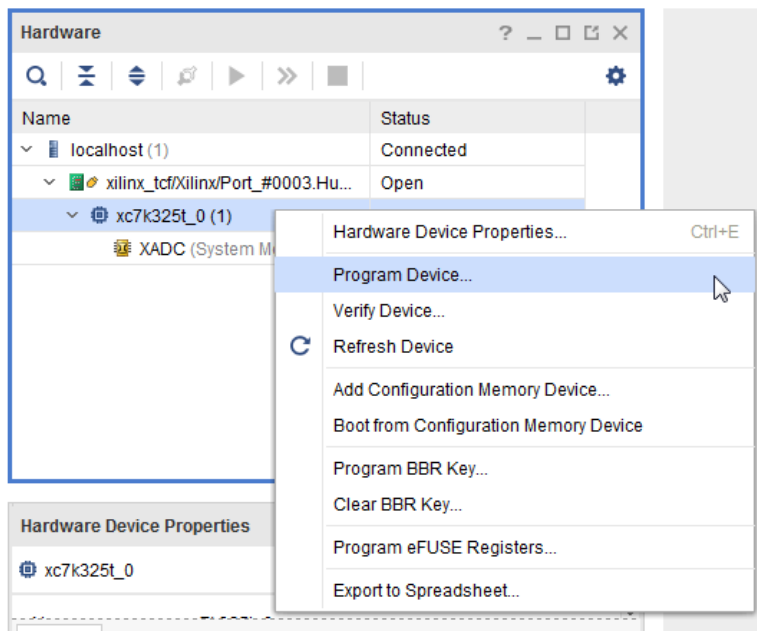 Hardware
Name Status
localhost (1) Connected
xilinx_tcf/Xilinx/Port_#0003.Hu... Open
xc7k325t_0 (1)
XADC (System M
Hardware Device Properties... Ctrl+E
Program Device...
Verify Device...
Refresh Device
Add Configuration Memory Device...
Boot from Configuration Memory Device
Program BBR Key...
Clear BBR Key...
Program eFUSE Registers...
Export to Spreadsheet...
Hardware Device Properties
xc7k325t_0